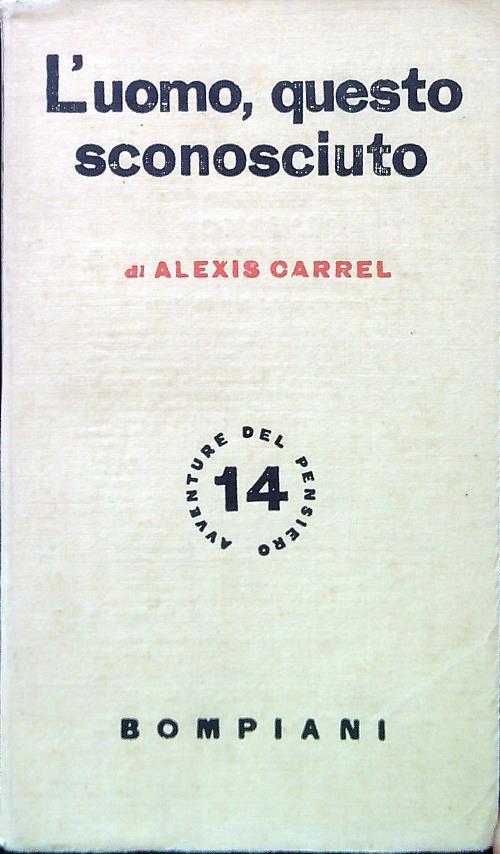 L'uomo, questo
sconosciuto
di ALEXIS CARREL
AVVENTURE DEL PENSIERO
14
BOMPIANI